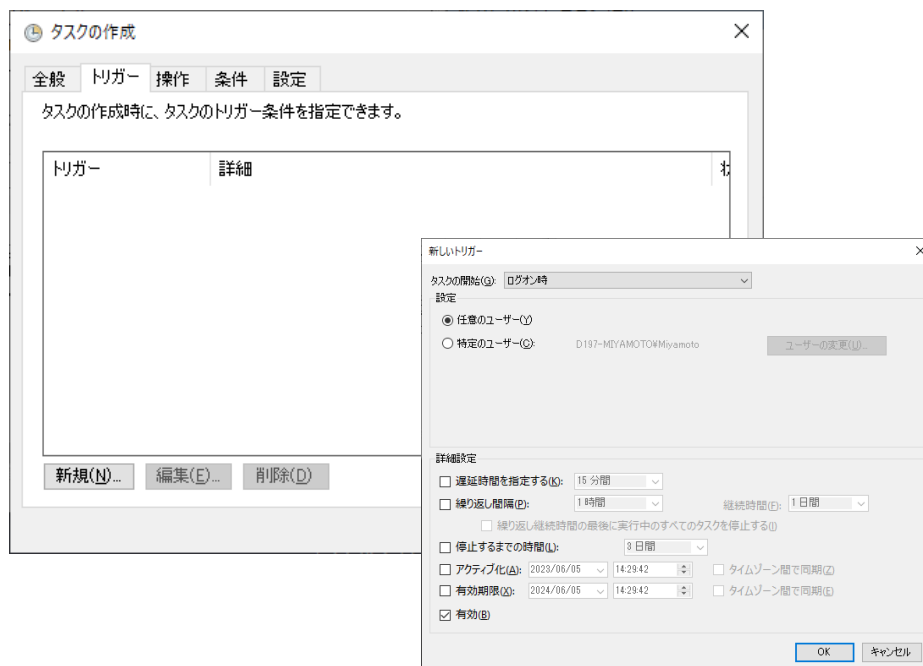 タスクの作成
全般 トリガー 操作 条件 設定
タスクの作成時に、タスクのトリガー条件を指定できます。
トリガー 詳細 状
新規(N)... 編集(E)... 削除(D)
新しいトリガー
タスクの開始(G): ログオン時
設定
任意のユーザー(Y)
特定のユーザー(C): D197-MIYAMOTO¥Miyamoto ユーザーの変更(U)...
詳細設定
遅延時間を指定する(K): 15 分間
繰り返し間隔(P): 1 時間 継続時間(F): 1 日間
繰り返し継続時間の最後に実行中のすべてのタスクを停止する(I)
停止するまでの時間(L): 3 日間
アクティブ化(A): 2023/06/05 14:29:42 タイムゾーン間で同期(Z)
有効期限(X): 2024/06/05 14:29:42 タイムゾーン間で同期(E)
有効(B)
OK キャンセル